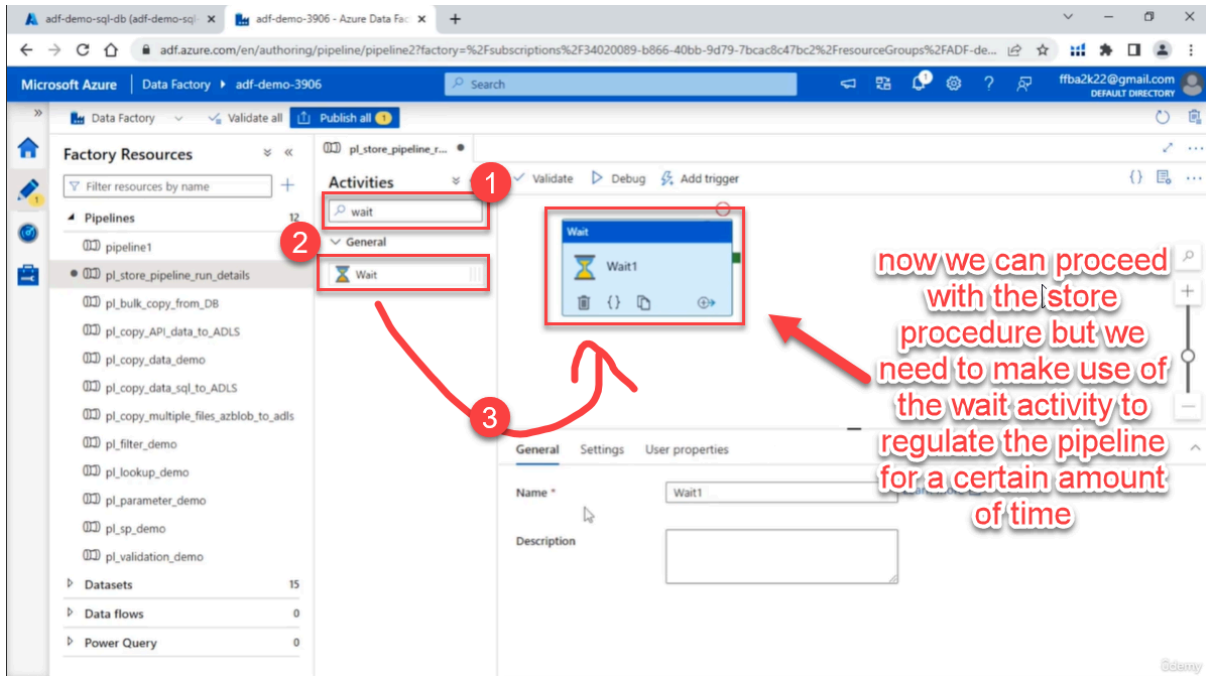 adf-demo-sql-db (adf-demo-sql-
adf-demo-3906 - Azure Data Fac
adf.azure.com/en/authoring/pipeline/pipeline2?factory=%2Fsubscriptions%2F34020089-b866-40bb-9d79-7bcac8c47bc2%2FresourceGroups%2FADF-de...
Microsoft Azure
Data Factory
adf-demo-3906
Search
1
ffba2k22@gmail.com
DEFAULT DIRECTORY
Data Factory
Validate all
Publish all 1
1
Factory Resources
Filter resources by name
Pipelines 12
pipeline1
pl_store_pipeline_run_details
pl_bulk_copy_from_DB
pl_copy_API_data_to_ADLS
pl_copy_data_demo
pl_copy_data_sql_to_ADLS
pl_copy_multiple_files_azblob_to_adls
pl_filter_demo
pl_lookup_demo
pl_parameter_demo
pl_sp_demo
pl_validation_demo
Datasets 15
Data flows 0
Power Query 0
pl_store_pipeline_r...
Activities
1
wait
2
General
Wait
3
Validate
Debug
Add trigger
Wait
Wait1
now we can proceed
with the store
procedure but we
need to make use of
the wait activity to
regulate the pipeline
for a certain amount
of time
General
Settings
User properties
Name *
Wait1
Description
Udemy